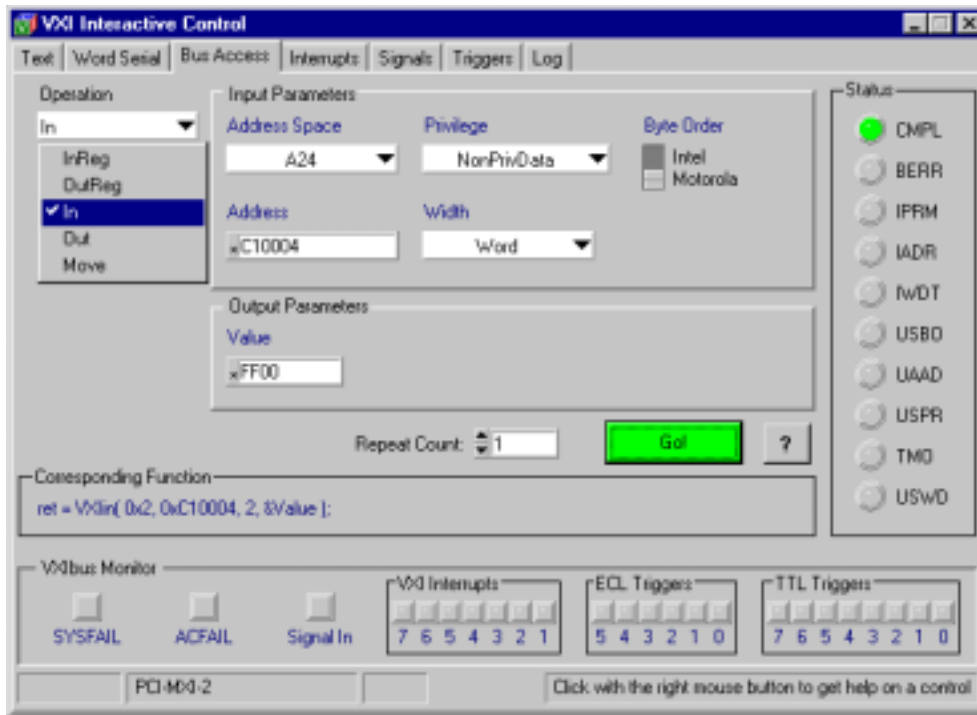 VXI Interactive Control
Text Word Serial Bus Access Interrupts Signals Triggers Log
Operation
In
InReg
OutReg
In
Out
Move
Input Parameters
Address Space
A24
Privilege
NonPrivData
Byte Order
Intel
Motorola
Address
xC10004
Width
Word
Output Parameters
Value
xFF00
Repeat Count: 1
Go!
?
Status
CMPL
BERR
IPRM
IADR
IWDT
USBO
UAAD
USPR
TMO
USWD
Corresponding Function
ret = VXIin( 0x2, 0xC10004, 2, &Value );
VXIbus Monitor
SYSFAIL ACFAIL Signal In
VXI Interrupts
7 6 5 4 3 2 1
ECL Triggers
5 4 3 2 1 0
TTL Triggers
7 6 5 4 3 2 1 0
PCI-MXI-2
Click with the right mouse button to get help on a control